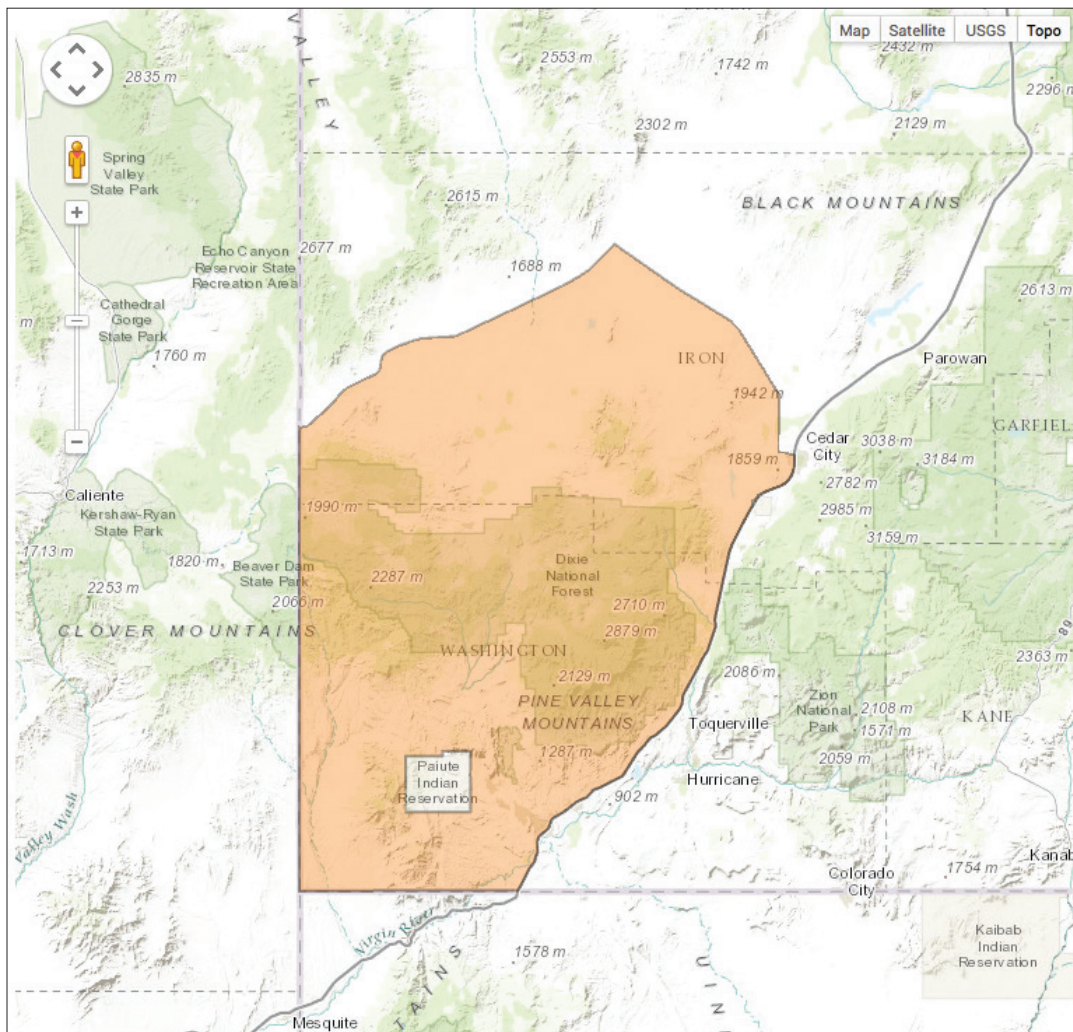 Map
Satellite
USGS
Topo
VALLEY
2835 m
2553 m
1742 m
2432 m
2296 m
2302 m
2129 m
Spring
Valley
State Park
2615 m
BLACK MOUNTAINS
Echo Canyon
Reservoir State
Recreation Area
2677 m
1688 m
Cathedral
Gorge
State Park
m
1760 m
2613 m
IRON
Parowan
1942 m
GARFIEL
Cedar
City
3038 m
1859 m
3184 m
2782 m
Caliente
Kershaw-Ryan
State Park
1990 m
2985 m
3159 m
1713 m
1820 m
Beaver Dam
State Park
2287 m
Dixie
National
Forest
2253 m
2066 m
2710 m
CLOVER MOUNTAINS
2879 m
89
WASHINGTON
2363 m
2129 m
2086 m
PINE VALLEY
MOUNTAINS
Zion
National
Park
2108 m
1571 m
KANE
Toquerville
1287 m
2059 m
Paiute
Indian
Reservation
Hurricane
902 m
Valley Wash
Colorado
City
1754 m
Kanab
Virgin River
Kaibab
Indian
Reservation
1578 m
TAINS
UIN
Mesquite